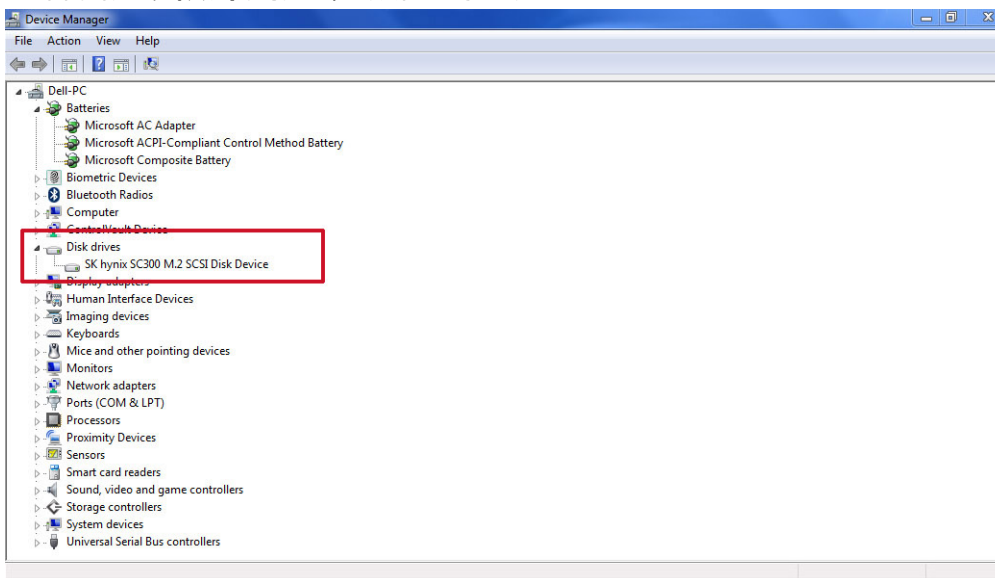 Device Manager
File Action View Help
Dell-PC
Batteries
Microsoft AC Adapter
Microsoft ACPI-Compliant Control Method Battery
Microsoft Composite Battery
Biometric Devices
Bluetooth Radios
Computer
ControlVault Device
Disk drives
SK hynix SC300 M.2 SCSI Disk Device
Display adapters
Human Interface Devices
Imaging devices
Keyboards
Mice and other pointing devices
Monitors
Network adapters
Ports (COM & LPT)
Processors
Proximity Devices
Sensors
Smart card readers
Sound, video and game controllers
Storage controllers
System devices
Universal Serial Bus controllers